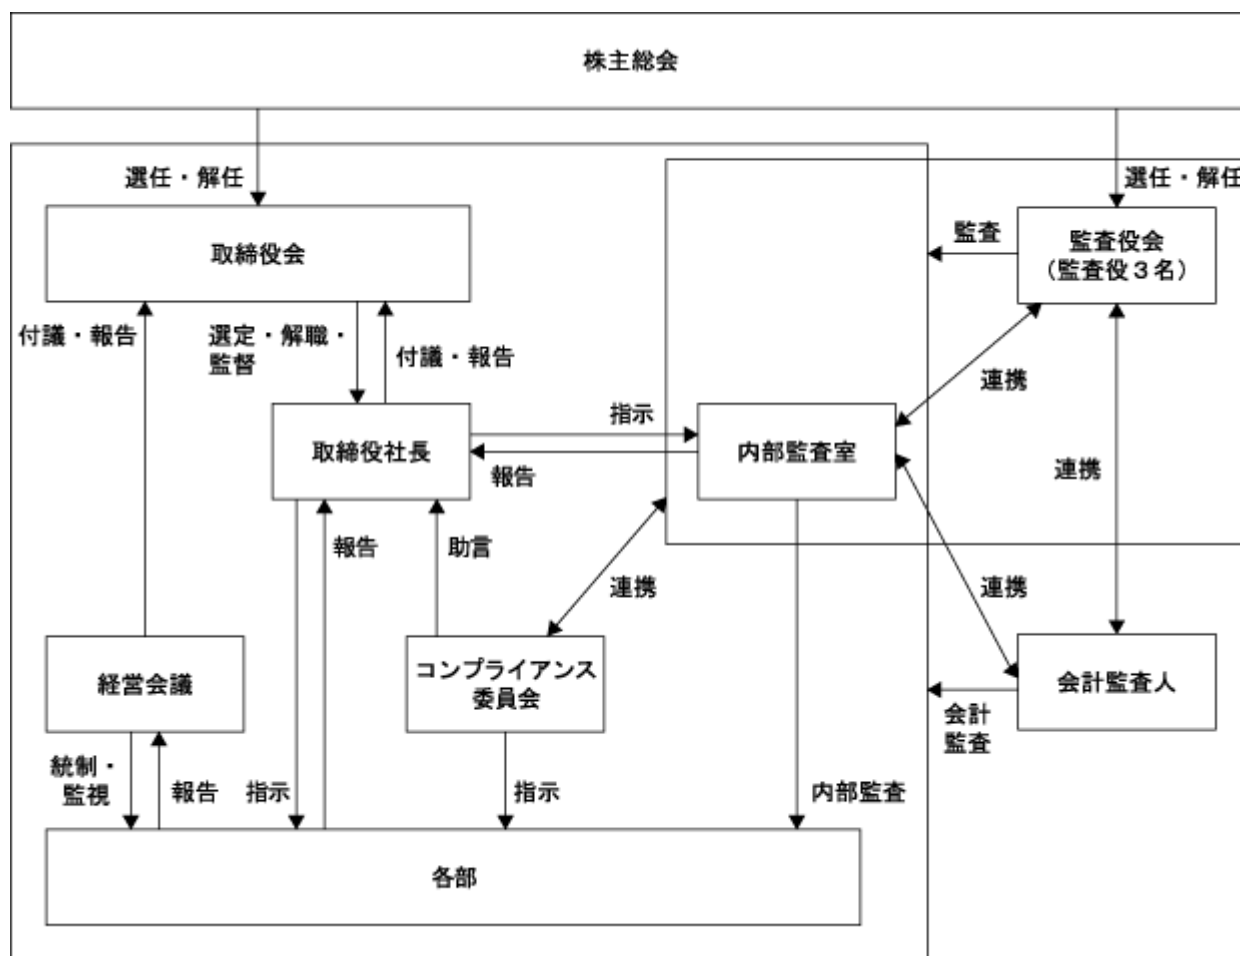 株主総会
選任・解任
選任・解任
取締役会
監査
監査役会
（監査役３名）
付議・報告
選定・解職・
監督
付議・報告
連携
指示
取締役社長
内部監査室
報告
連携
報告
助言
連携
連携
経営会議
コンプライアンス
委員会
会計監査人
会計
監査
統制・
監視
報告
指示
指示
内部監査
各部